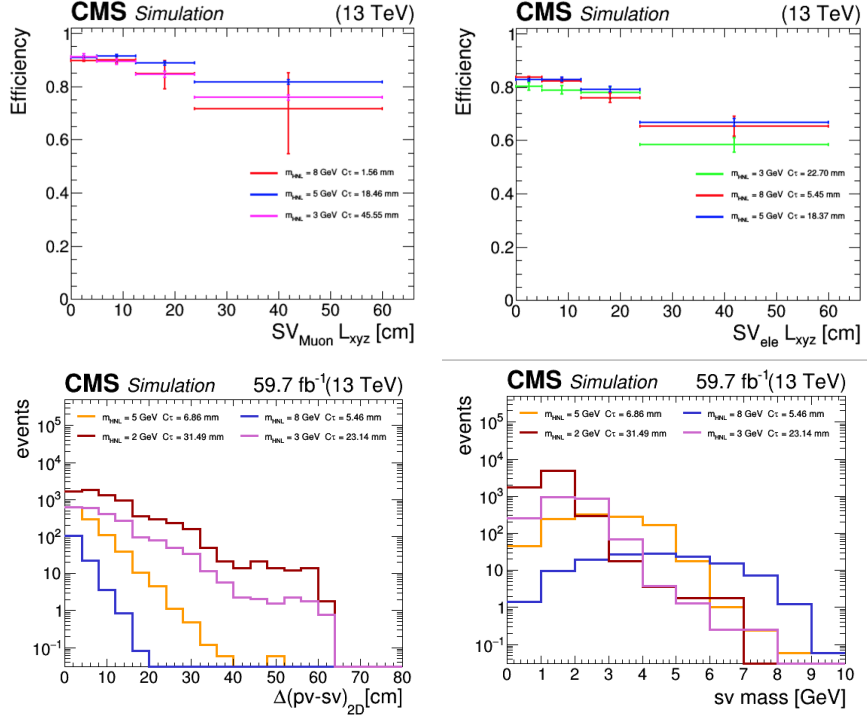 CMS Simulation (13 TeV)
Efficiency
1
0.8
0.6
0.4
0.2
0
m_HNL = 8 GeV Cτ = 1.56 mm
m_HNL = 5 GeV Cτ = 18.46 mm
m_HNL = 3 GeV Cτ = 45.55 mm
0 10 20 30 40 50 60
SV_Muon L_xyz [cm]
CMS Simulation (13 TeV)
Efficiency
1
0.8
0.6
0.4
0.2
0
m_HNL = 3 GeV Cτ = 22.70 mm
m_HNL = 8 GeV Cτ = 5.45 mm
m_HNL = 5 GeV Cτ = 18.37 mm
0 10 20 30 40 50 60
SV_ele L_xyz [cm]
CMS Simulation 59.7 fb⁻¹(13 TeV)
events
m_HNL = 5 GeV Cτ = 6.86 mm m_HNL = 8 GeV Cτ = 5.46 mm
m_HNL = 2 GeV Cτ = 31.49 mm m_HNL = 3 GeV Cτ = 23.14 mm
10⁵
10⁴
10³
10²
10
1
10⁻¹
0 10 20 30 40 50 60 70 80
Δ(pv-sv)_2D[cm]
CMS Simulation 59.7 fb⁻¹(13 TeV)
events
m_HNL = 5 GeV Cτ = 6.86 mm m_HNL = 8 GeV Cτ = 5.46 mm
m_HNL = 2 GeV Cτ = 31.49 mm m_HNL = 3 GeV Cτ = 23.14 mm
10⁵
10⁴
10³
10²
10
1
10⁻¹
0 1 2 3 4 5 6 7 8 9 10
sv mass [GeV]